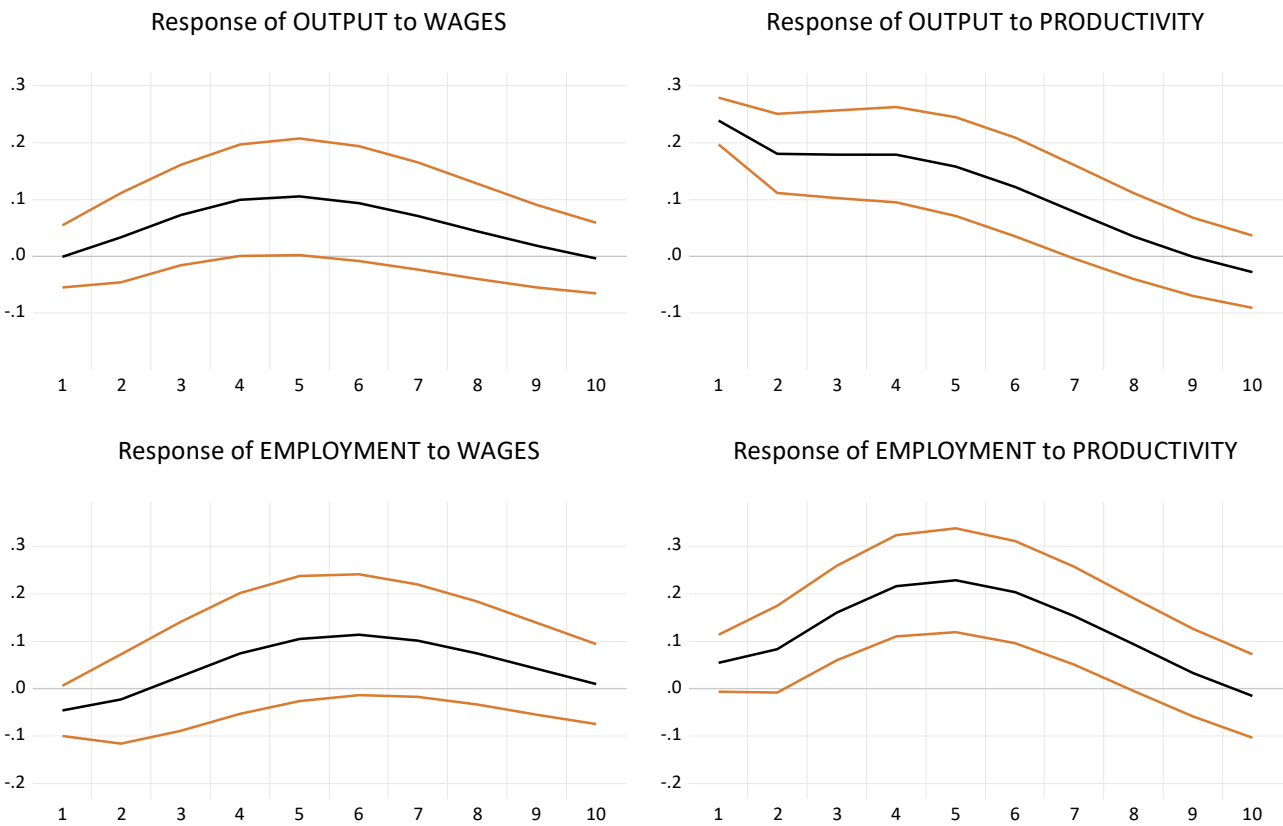 Response of OUTPUT to WAGES
.3
.2
.1
.0
-.1
1 2 3 4 5 6 7 8 9 10
Response of OUTPUT to PRODUCTIVITY
.3
.2
.1
.0
-.1
1 2 3 4 5 6 7 8 9 10
Response of EMPLOYMENT to WAGES
.3
.2
.1
.0
-.1
-.2
1 2 3 4 5 6 7 8 9 10
Response of EMPLOYMENT to PRODUCTIVITY
.3
.2
.1
.0
-.1
-.2
1 2 3 4 5 6 7 8 9 10